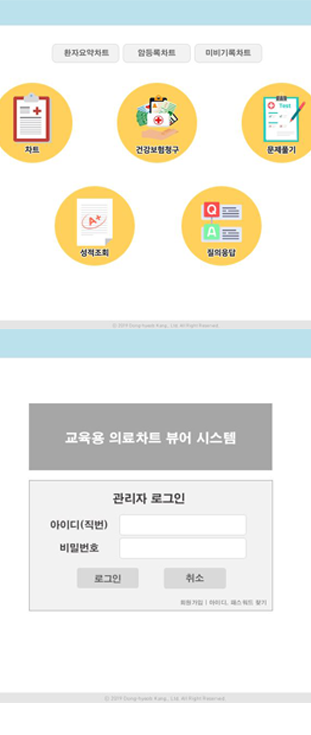 환자요약차트 암등록차트 미비기록차트
차트 건강보험청구 Test 문제풀기
A+ 성적조회 Q A 질의응답
ⓒ 2019 Dong-hyeok Kang., Ltd. All Right Reserved.
교육용 의료차트 뷰어 시스템
관리자 로그인
아이디(직번)
비밀번호
로그인 취소
회원가입 | 아이디, 패스워드 찾기
ⓒ 2019 Dong-hyeok Kang., Ltd. All Right Reserved.